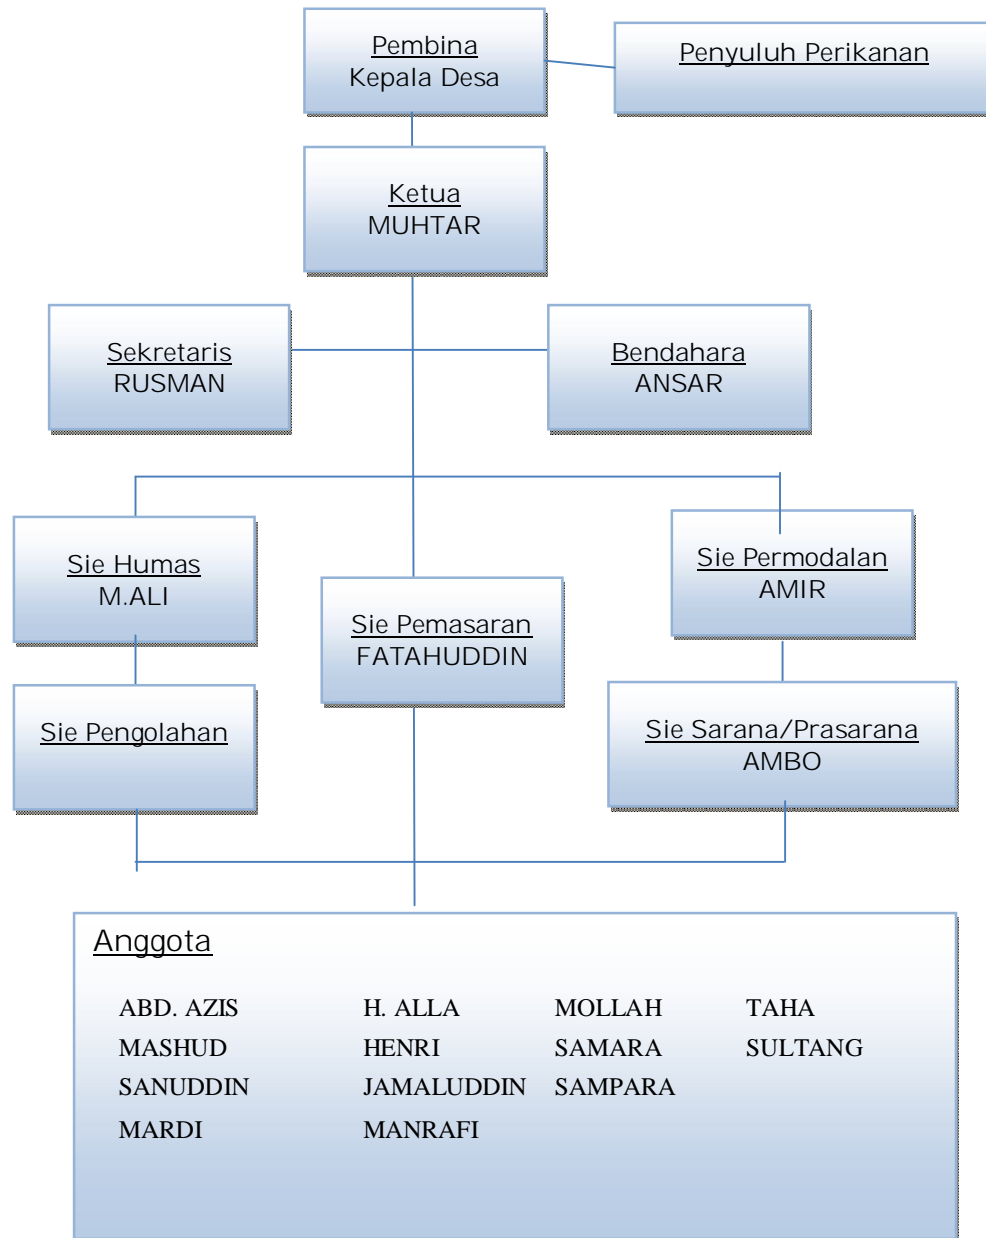 Pembina
Kepala Desa
Penyuluh Perikanan
Ketua
MUHTAR
Sekretaris
RUSMAN
Bendahara
ANSAR
Sie Humas
M.ALI
Sie Pemasaran
FATAHUDDIN
Sie Permodalan
AMIR
Sie Pengolahan
Sie Sarana/Prasarana
AMBO
Anggota
ABD. AZIS H. ALLA MOLLAH TAHA
MASHUD HENRI SAMARA SULTANG
SANUDDIN JAMALUDDIN SAMPARA
MARDI MANRAFI